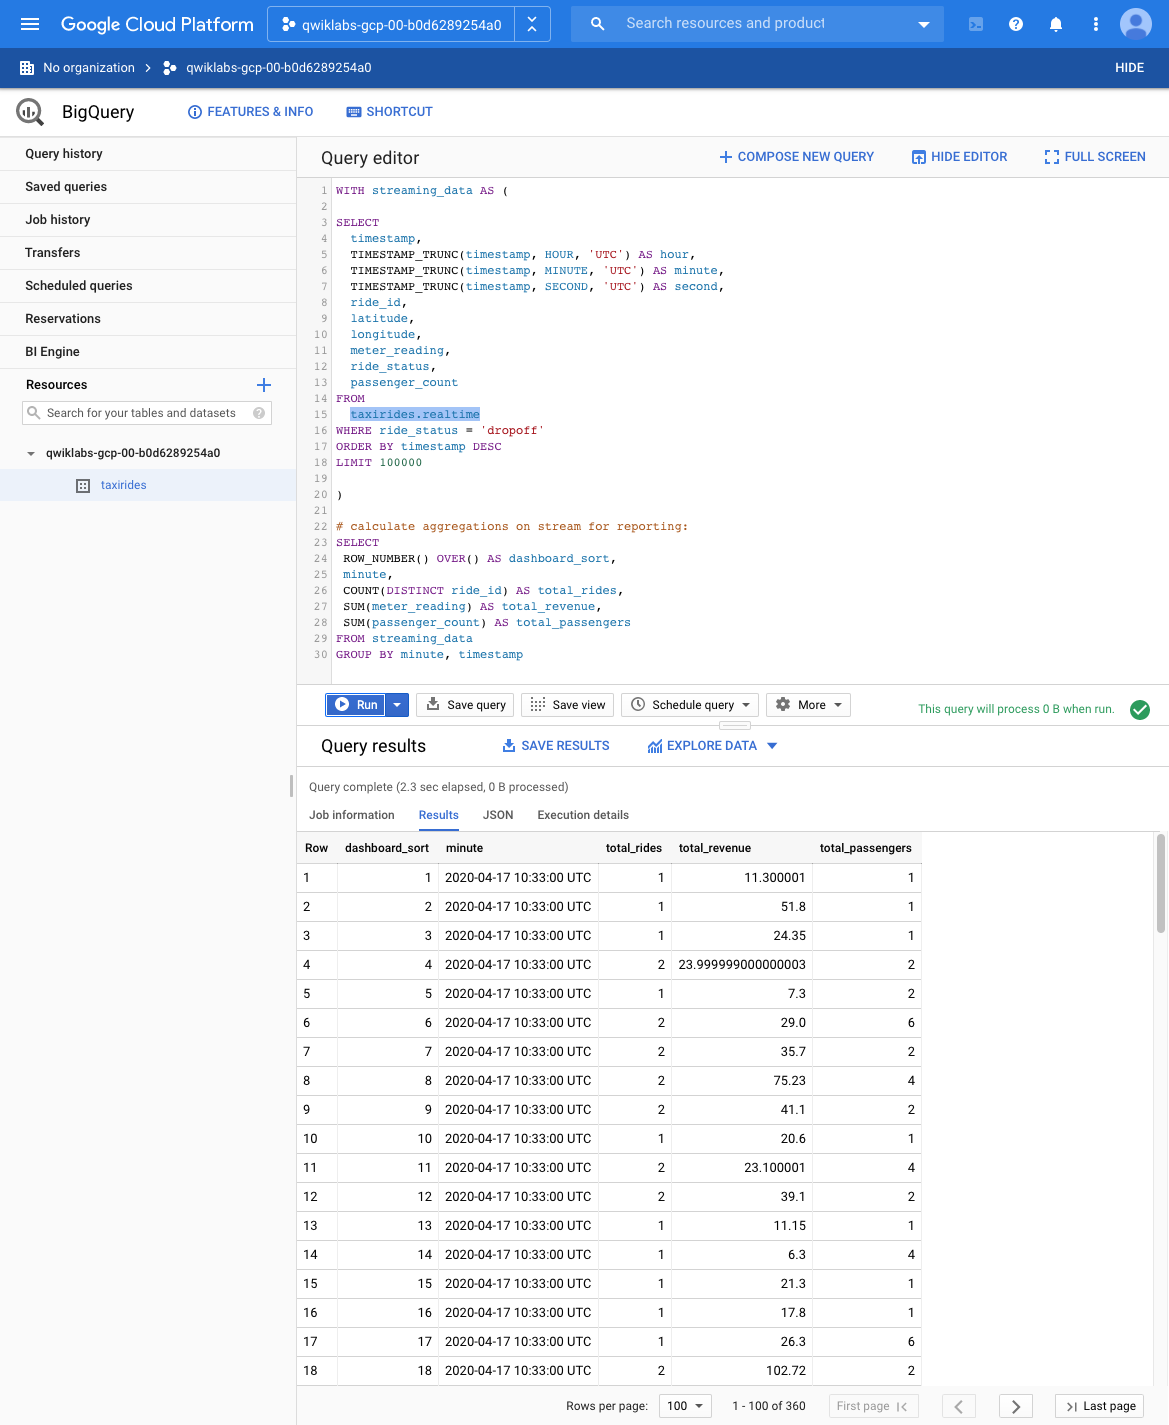 Google Cloud Platform
qwiklabs-gcp-00-b0d6289254a0
Search resources and product
No organization
qwiklabs-gcp-00-b0d6289254a0
HIDE
BigQuery
FEATURES & INFO
SHORTCUT
Query history
Saved queries
Job history
Transfers
Scheduled queries
Reservations
BI Engine
Resources
Search for your tables and datasets
qwiklabs-gcp-00-b0d6289254a0
taxirides
Query editor
COMPOSE NEW QUERY
HIDE EDITOR
FULL SCREEN
1 WITH streaming_data AS (
2
3 SELECT
4 timestamp,
5 TIMESTAMP_TRUNC(timestamp, HOUR, 'UTC') AS hour,
6 TIMESTAMP_TRUNC(timestamp, MINUTE, 'UTC') AS minute,
7 TIMESTAMP_TRUNC(timestamp, SECOND, 'UTC') AS second,
8 ride_id,
9 latitude,
10 longitude,
11 meter_reading,
12 ride_status,
13 passenger_count
14 FROM
15 taxirides.realtime
16 WHERE ride_status = 'dropoff'
17 ORDER BY timestamp DESC
18 LIMIT 100000
19
20 )
21
22 # calculate aggregations on stream for reporting:
23 SELECT
24 ROW_NUMBER() OVER() AS dashboard_sort,
25 minute,
26 COUNT(DISTINCT ride_id) AS total_rides,
27 SUM(meter_reading) AS total_revenue,
28 SUM(passenger_count) AS total_passengers
29 FROM streaming_data
30 GROUP BY minute, timestamp
Run
Save query
Save view
Schedule query
More
This query will process 0 B when run.
Query results
SAVE RESULTS
EXPLORE DATA
Query complete (2.3 sec elapsed, 0 B processed)
Job information Results JSON Execution details
Row dashboard_sort minute total_rides total_revenue total_passengers
1 1 2020-04-17 10:33:00 UTC 1 11.300001 1
2 2 2020-04-17 10:33:00 UTC 1 51.8 1
3 3 2020-04-17 10:33:00 UTC 1 24.35 1
4 4 2020-04-17 10:33:00 UTC 2 23.999999000000003 2
5 5 2020-04-17 10:33:00 UTC 1 7.3 2
6 6 2020-04-17 10:33:00 UTC 2 29.0 6
7 7 2020-04-17 10:33:00 UTC 2 35.7 2
8 8 2020-04-17 10:33:00 UTC 2 75.23 4
9 9 2020-04-17 10:33:00 UTC 2 41.1 2
10 10 2020-04-17 10:33:00 UTC 1 20.6 1
11 11 2020-04-17 10:33:00 UTC 2 23.100001 4
12 12 2020-04-17 10:33:00 UTC 2 39.1 2
13 13 2020-04-17 10:33:00 UTC 1 11.15 1
14 14 2020-04-17 10:33:00 UTC 1 6.3 4
15 15 2020-04-17 10:33:00 UTC 1 21.3 1
16 16 2020-04-17 10:33:00 UTC 1 17.8 1
17 17 2020-04-17 10:33:00 UTC 1 26.3 6
18 18 2020-04-17 10:33:00 UTC 2 102.72 2
Rows per page: 100 1 - 100 of 360 First page Last page